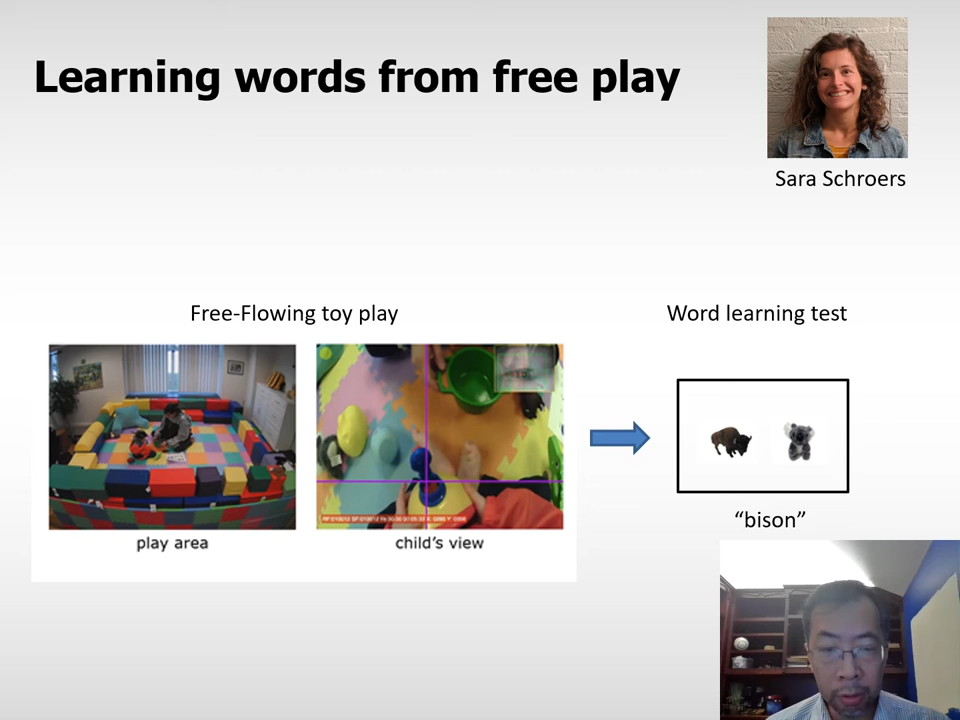 Learning words from free play
Sara Schroers
Free-Flowing toy play
Word learning test
play area
child's view
“bison”